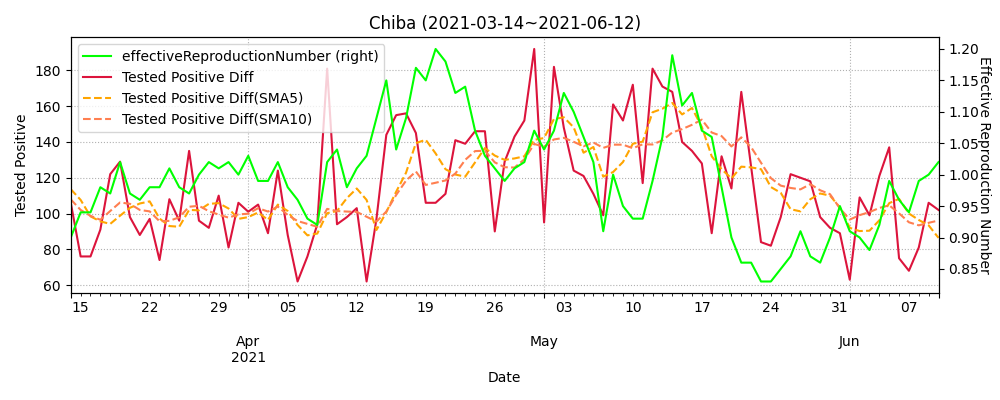 Chiba (2021-03-14~2021-06-12)
effectiveReproductionNumber (right)
Tested Positive Diff
Tested Positive Diff(SMA5)
Tested Positive Diff(SMA10)
Tested Positive
180
160
140
120
100
80
60
1.20
1.15
1.10
1.05
1.00
0.95
0.90
0.85
Effective Reproduction Number
15 22 29 05 12 19 26 03 10 17 24 31 07
Apr May Jun
2021
Date